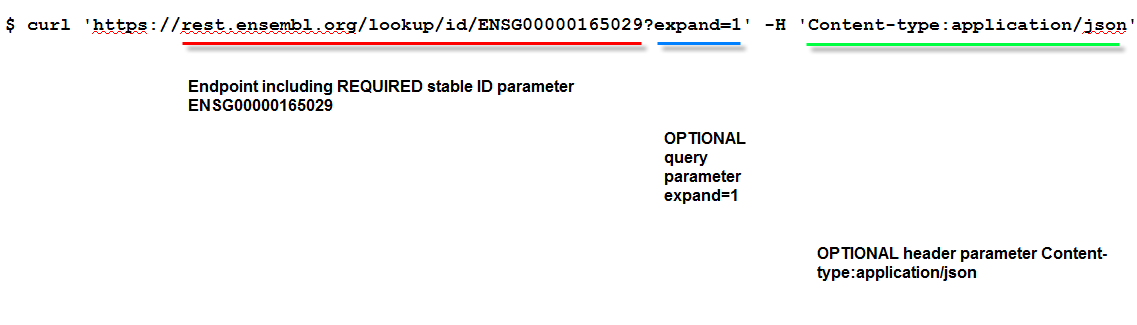 $ curl 'https://rest.ensembl.org/lookup/id/ENSG00000165029?expand=1' -H 'Content-type:application/json'
Endpoint including REQUIRED stable ID parameter
ENSG00000165029
OPTIONAL
query
parameter
expand=1
OPTIONAL header parameter Content-
type:application/json